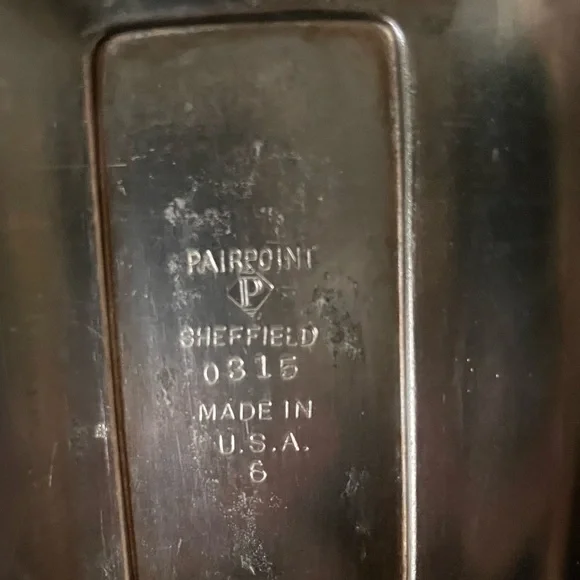 PAIRPOINT
P
SHEFFIELD
0315
MADE IN
U.S.A.
6